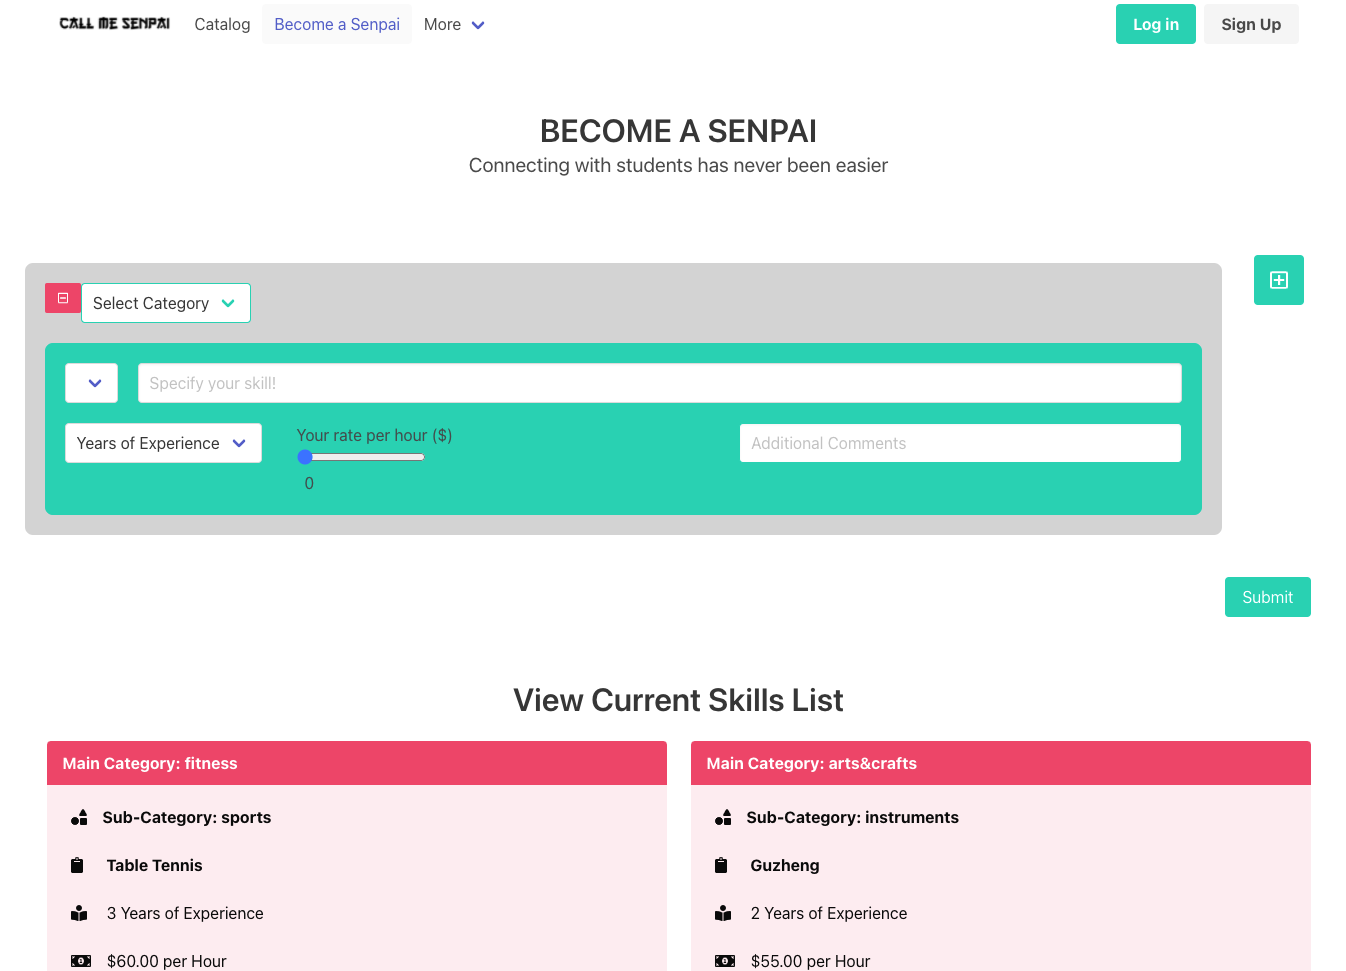 CALL ME SENPAI Catalog Become a Senpai More Log in Sign Up
BECOME A SENPAI
Connecting with students has never been easier
Select Category
Specify your skill!
Years of Experience Your rate per hour ($) Additional Comments
0
Submit
View Current Skills List
Main Category: fitness
Sub-Category: sports
Table Tennis
3 Years of Experience
$60.00 per Hour
Main Category: arts&crafts
Sub-Category: instruments
Guzheng
2 Years of Experience
$55.00 per Hour